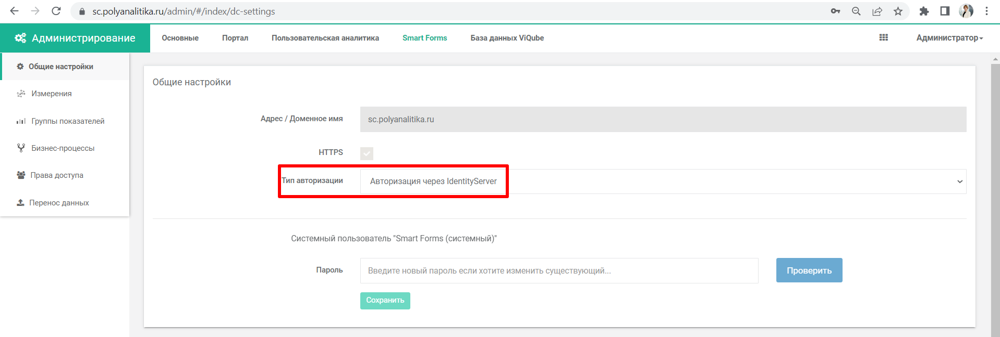 sc.polyanalitika.ru/admin/#/index/dc-settings
Администрирование
Основные
Портал
Пользовательская аналитика
Smart Forms
База данных ViQube
Администратор
Общие настройки
Измерения
Группы показателей
Бизнес-процессы
Права доступа
Перенос данных
Общие настройки
Адрес / Доменное имя
sc.polyanalitika.ru
HTTPS
Тип авторизации
Авторизация через IdentityServer
Системный пользователь "Smart Forms (системный)"
Пароль
Введите новый пароль если хотите изменить существующий...
Проверить
Сохранить